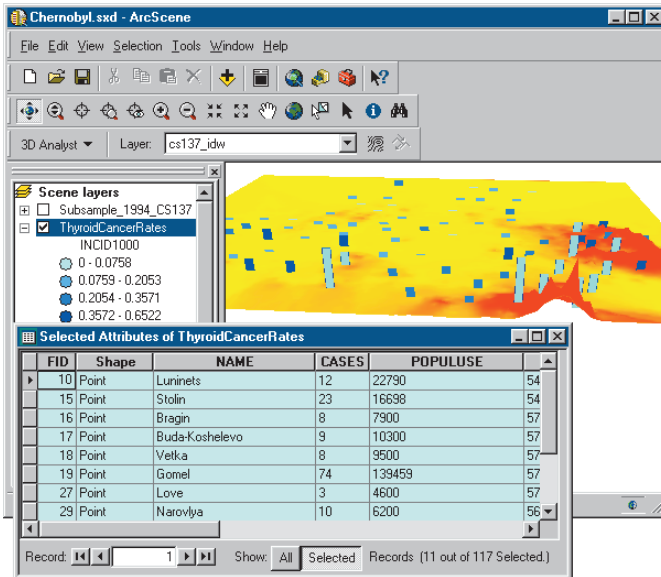 Chernobyl.sxd - ArcScene
File Edit View Selection Tools Window Help
3D Analyst Layer: cs137_idw
Scene layers
Subsample_1994_CS137
ThyroidCancerRates
INCID1000
0 - 0.0758
0.0759 - 0.2053
0.2054 - 0.3571
0.3572 - 0.6522
Selected Attributes of ThyroidCancerRates
FID Shape NAME CASES POPULUSE
10 Point Luninets 12 22790 54
15 Point Stolin 23 16698 54
16 Point Bragin 8 7900 57
17 Point Buda-Koshelevo 9 10300 57
18 Point Vetka 8 9500 57
19 Point Gomel 74 139459 57
27 Point Love 3 4600 57
29 Point Narovlya 10 6200 56
Record: 1 Show: All Selected Records (11 out of 117 Selected.)